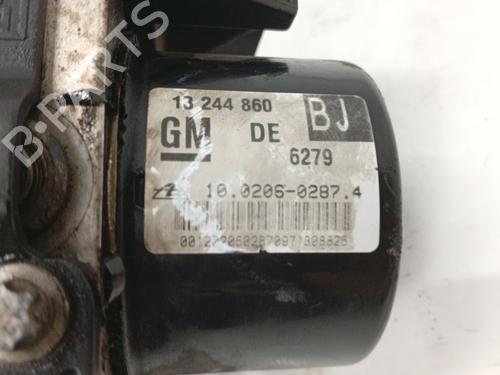 13 244 860
BJ
GM DE
6279
10.0206-0287.4
B-PARTS